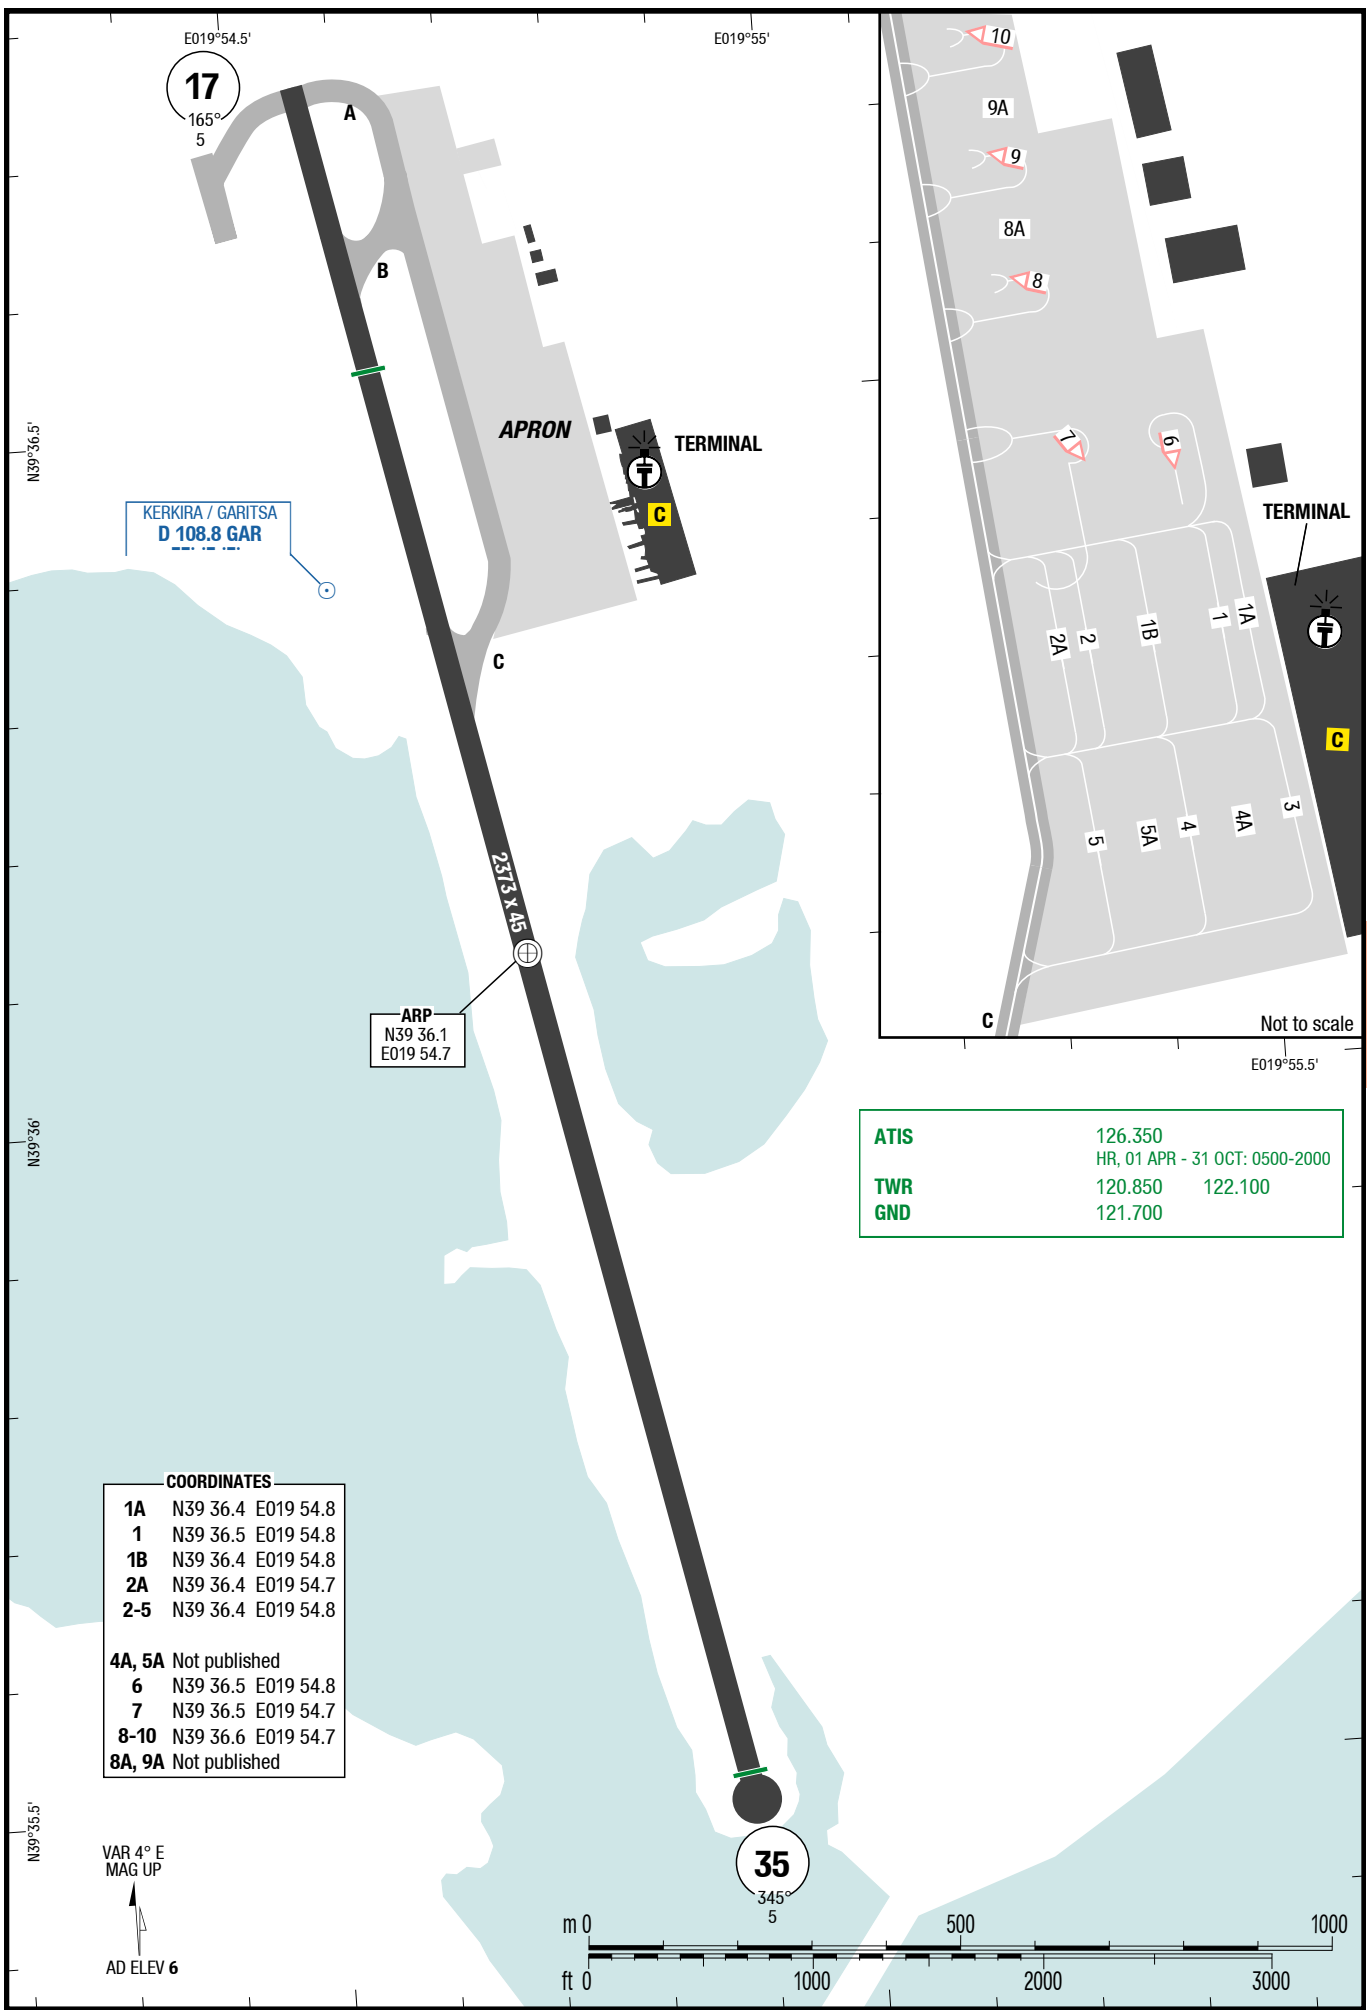 E019°54.5'
E019°55'
17
165°
5
A
B
APRON
TERMINAL
C
N39°36.5'
KERKIRA / GARITSA
D 108.8 GAR
C
2373 x 45
ARP
N39 36.1
E019 54.7
10
9A
9
8A
8
7
6
TERMINAL
2A
2
1B
1
1A
C
5
5A
4
4A
3
C
Not to scale
E019°55.5'
N39°36'
ATIS 126.350
HR, 01 APR - 31 OCT: 0500-2000
TWR 120.850 122.100
GND 121.700
COORDINATES
1A N39 36.4 E019 54.8
1 N39 36.5 E019 54.8
1B N39 36.4 E019 54.8
2A N39 36.4 E019 54.7
2-5 N39 36.4 E019 54.8
4A, 5A Not published
6 N39 36.5 E019 54.8
7 N39 36.5 E019 54.7
8-10 N39 36.6 E019 54.7
8A, 9A Not published
N39°35.5'
VAR 4° E
MAG UP
AD ELEV 6
35
345°
5
m 0 500 1000
ft 0 1000 2000 3000